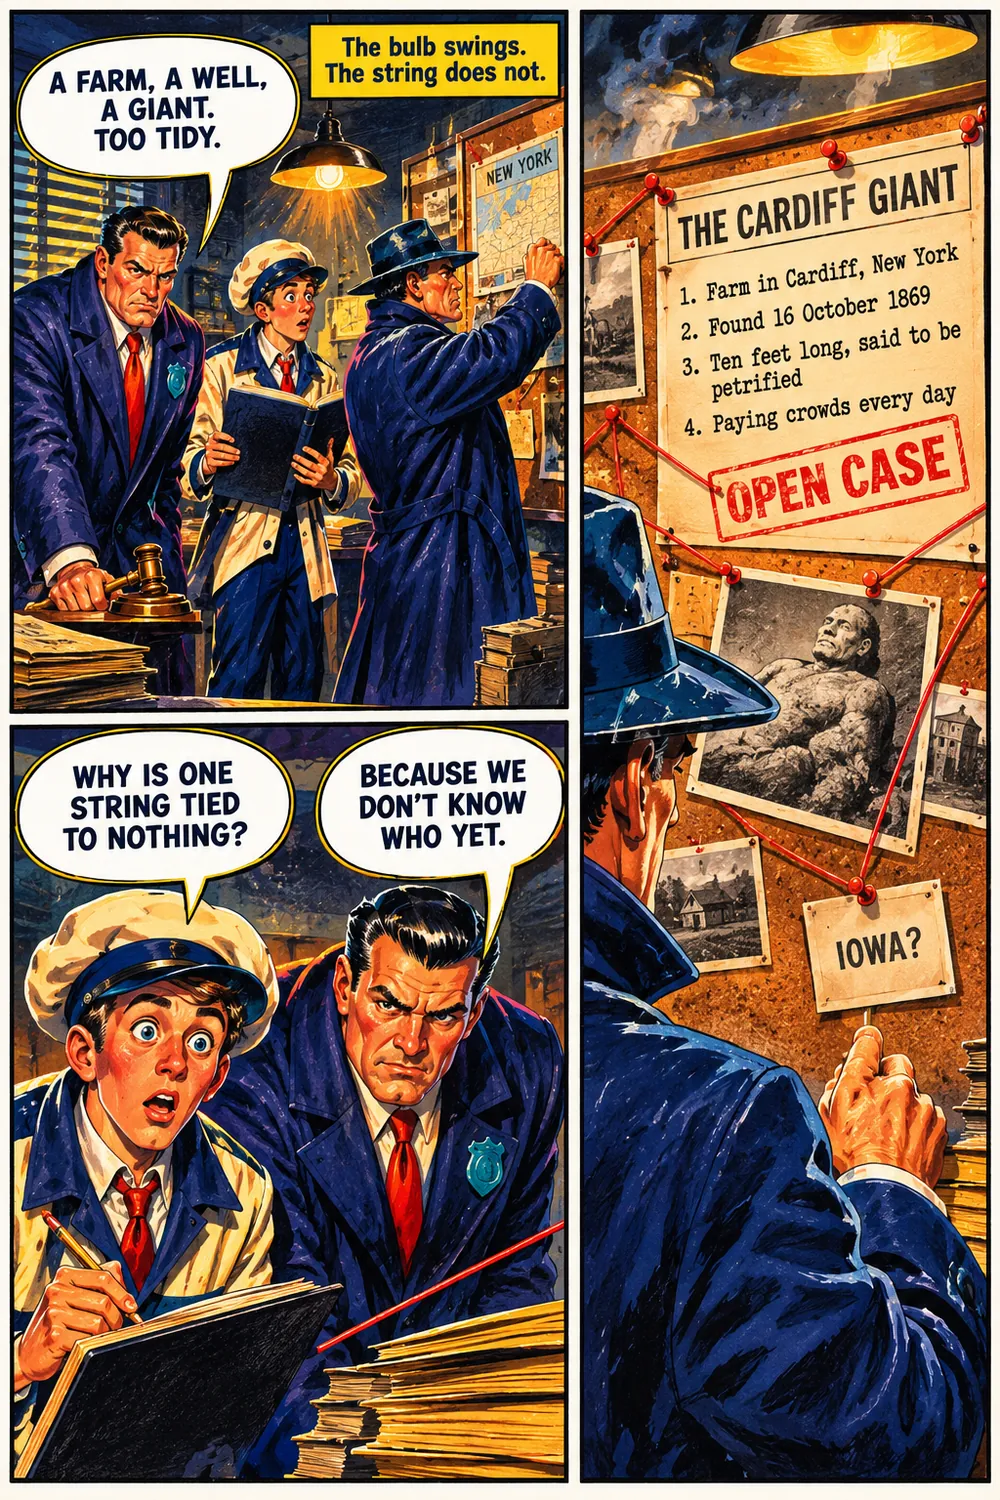 A FARM, A WELL,
A GIANT.
TOO TIDY.
The bulb swings.
The string does not.
NEW YORK
WHY IS ONE
STRING TIED
TO NOTHING?
BECAUSE WE
DON'T KNOW
WHO YET.
THE CARDIFF GIANT
1. Farm in Cardiff, New York
2. Found 16 October 1869
3. Ten feet long, said to be
petrified
4. Paying crowds every day
OPEN CASE
IOWA?